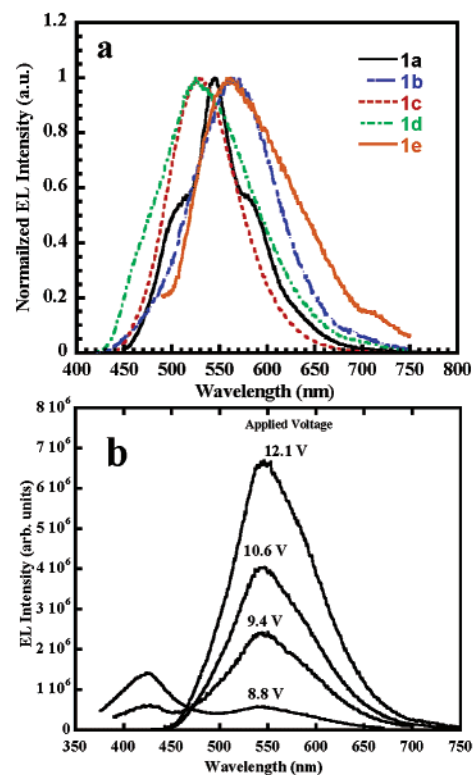 a
1a
1b
1c
1d
1e
Normailzed EL Intensity (a.u.)
1.2
1
0.8
0.6
0.4
0.2
0
400 450 500 550 600 650 700 750 800
Wavelength (nm)
b
Applied Voltage
12.1 V
10.6 V
9.4 V
8.8 V
EL Intensity (arb. units)
8 10⁶
7 10⁶
6 10⁶
5 10⁶
4 10⁶
3 10⁶
2 10⁶
1 10⁶
0
350 400 450 500 550 600 650 700 750
Wavelength (nm)